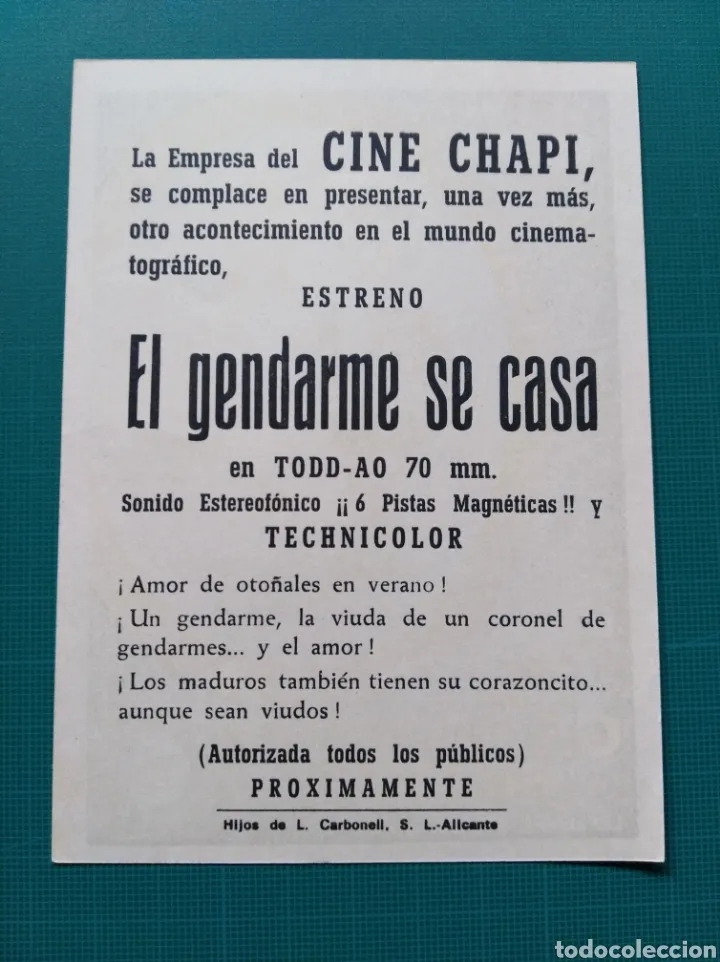 La Empresa del CINE CHAPI,
se complace en presentar, una vez más,
otro acontecimiento en el mundo cinema-
tográfico,
ESTRENO
El gendarme se casa
en TODD-AO 70 mm.
Sonido Estereofónico ¡¡ 6 Pistas Magnéticas !! y
TECHNICOLOR
¡ Amor de otoñales en verano !
¡ Un gendarme, la viuda de un coronel de
gendarmes... y el amor !
¡ Los maduros también tienen su corazoncito...
aunque sean viudos !
(Autorizada todos los públicos)
PROXIMAMENTE
Hijos de L. Carbonell, S. L.-Alicante
todocoleccion